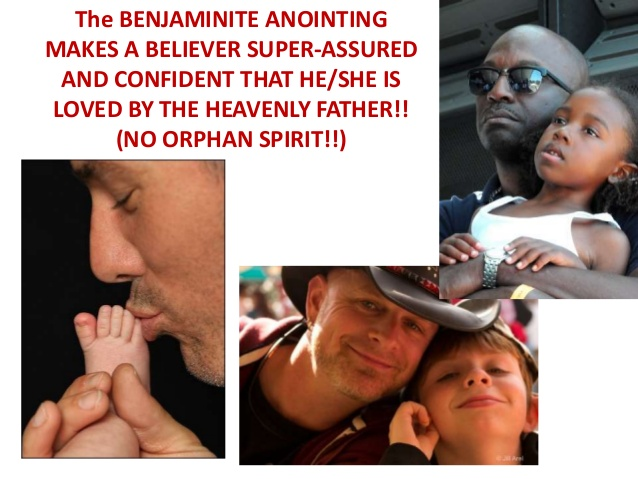 The BENJAMINITE ANOINTING
MAKES A BELIEVER SUPER-ASSURED
AND CONFIDENT THAT HE/SHE IS
LOVED BY THE HEAVENLY FATHER!!
(NO ORPHAN SPIRIT!!)